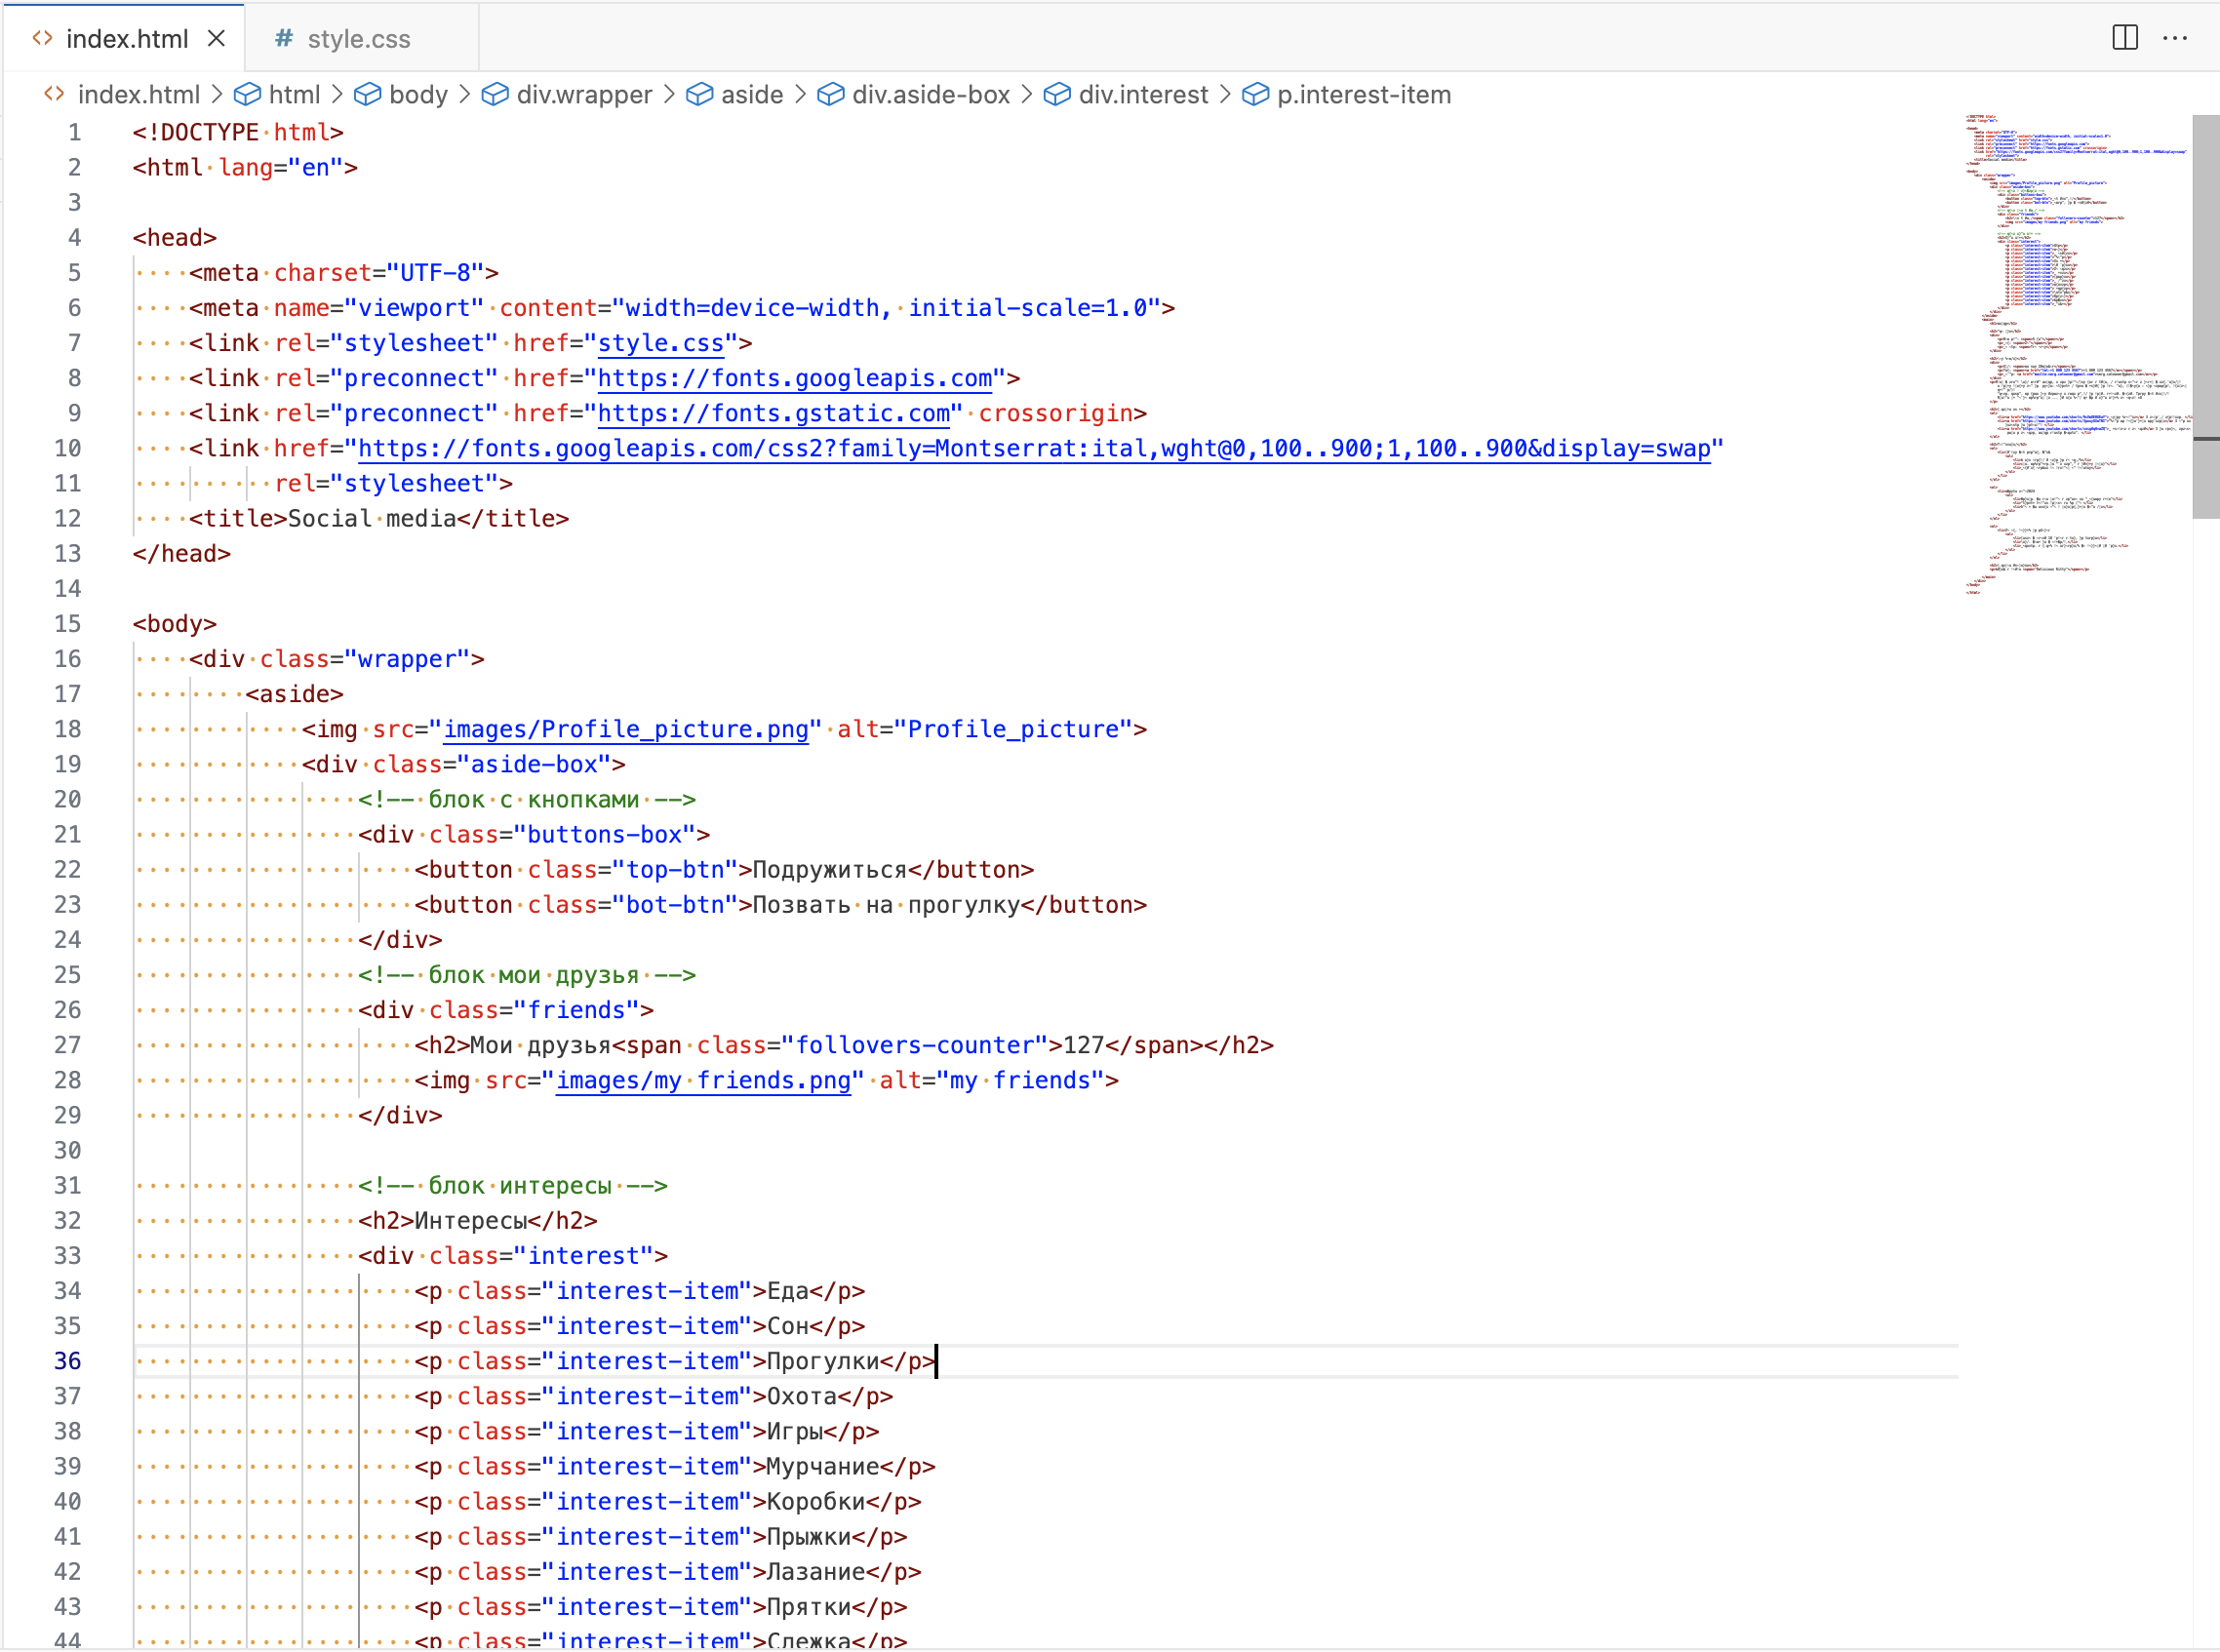 index.html
style.css
index.html > html > body > div.wrapper > aside > div.aside-box > div.interest > p.interest-item
1 <!DOCTYPE html>
2 <html lang="en">
3
4 <head>
5 <meta charset="UTF-8">
6 <meta name="viewport" content="width=device-width, initial-scale=1.0">
7 <link rel="stylesheet" href="style.css">
8 <link rel="preconnect" href="https://fonts.googleapis.com">
9 <link rel="preconnect" href="https://fonts.gstatic.com" crossorigin>
10 <link href="https://fonts.googleapis.com/css2?family=Montserrat:ital,wght@0,100..900;1,100..900&display=swap"
11 rel="stylesheet">
12 <title>Social media</title>
13 </head>
14
15 <body>
16 <div class="wrapper">
17 <aside>
18 <img src="images/Profile_picture.png" alt="Profile_picture">
19 <div class="aside-box">
20 <!-- блок с кнопками -->
21 <div class="buttons-box">
22 <button class="top-btn">Подружиться</button>
23 <button class="bot-btn">Позвать на прогулку</button>
24 </div>
25 <!-- блок мои друзья -->
26 <div class="friends">
27 <h2>Мои друзья<span class="follovers-counter">127</span></h2>
28 <img src="images/my friends.png" alt="my friends">
29 </div>
30
31 <!-- блок интересы -->
32 <h2>Интересы</h2>
33 <div class="interest">
34 <p class="interest-item">Еда</p>
35 <p class="interest-item">Сон</p>
36 <p class="interest-item">Прогулки</p>
37 <p class="interest-item">Охота</p>
38 <p class="interest-item">Игры</p>
39 <p class="interest-item">Мурчание</p>
40 <p class="interest-item">Коробки</p>
41 <p class="interest-item">Прыжки</p>
42 <p class="interest-item">Лазание</p>
43 <p class="interest-item">Прятки</p>
44 <p class="interest-item">Слежка</p>